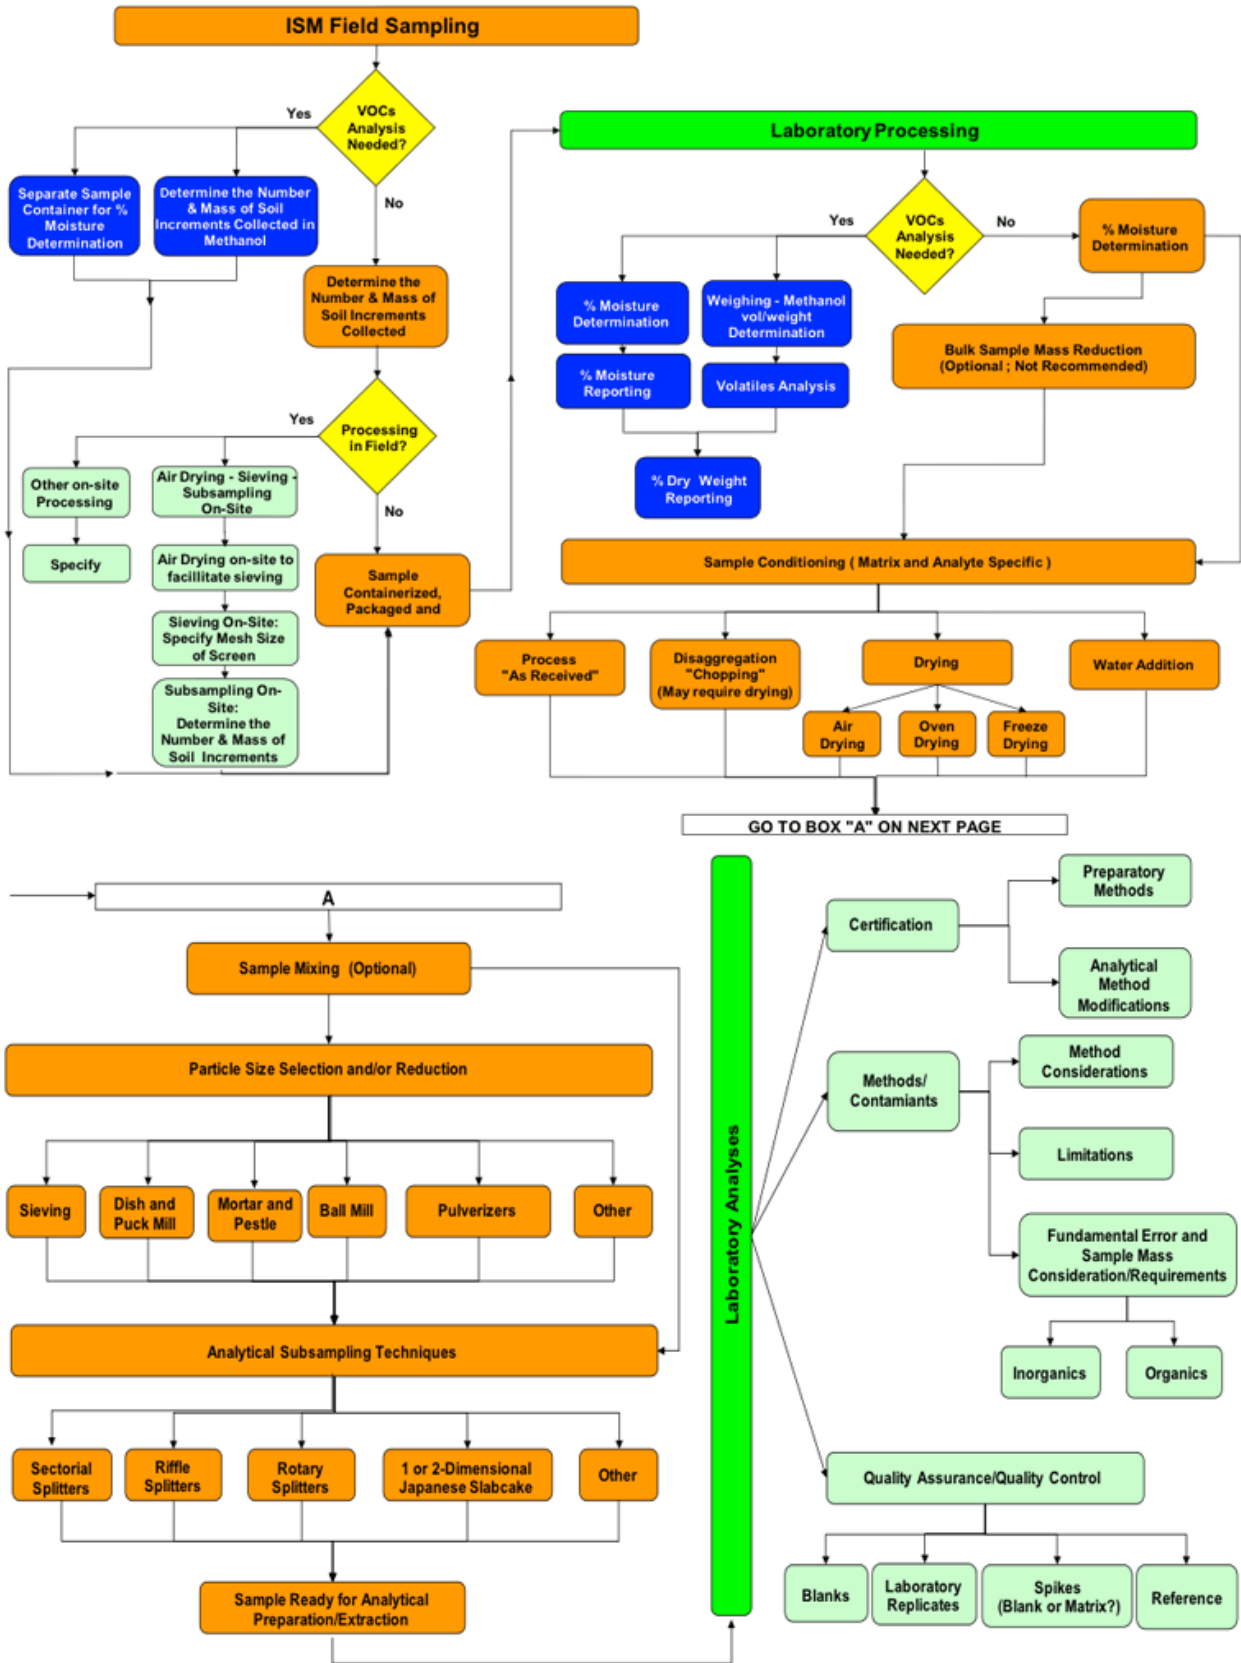 ISM Field Sampling
VOCs
Analysis
Needed?
Yes
No
Separate Sample
Container for %
Moisture
Determination
Determine the Number
& Mass of Soil
Increments Collected in
Methanol
Determine the
Number & Mass of
Soil Increments
Collected
Processing
in Field?
Yes
No
Other on-site
Processing
Specify
Air Drying - Sieving -
Subsampling
On-Site
Air Drying on-site to
facillitate sieving
Sieving On-Site:
Specify Mesh Size
of Screen
Subsampling On-
Site:
Determine the
Number & Mass of
Soil Increments
Sample
Containerized,
Packaged and
Laboratory Processing
VOCs
Analysis
Needed?
Yes
No
% Moisture
Determination
% Moisture
Reporting
Weighing - Methanol
vol/weight
Determination
Volatiles Analysis
% Dry Weight
Reporting
% Moisture
Determination
Bulk Sample Mass Reduction
(Optional ; Not Recommended)
Sample Conditioning ( Matrix and Analyte Specific )
Process
"As Received"
Disaggregation
"Chopping"
(May require drying)
Drying
Water Addition
Air
Drying
Oven
Drying
Freeze
Drying
GO TO BOX "A" ON NEXT PAGE
A
Sample Mixing (Optional)
Particle Size Selection and/or Reduction
Sieving
Dish and
Puck Mill
Mortar and
Pestle
Ball Mill
Pulverizers
Other
Analytical Subsampling Techniques
Sectorial
Splitters
Riffle
Splitters
Rotary
Splitters
1 or 2-Dimensional
Japanese Slabcake
Other
Sample Ready for Analytical
Preparation/Extraction
Laboratory Analyses
Certification
Preparatory
Methods
Analytical
Method
Modifications
Methods/
Contamiants
Method
Considerations
Limitations
Fundamental Error and
Sample Mass
Consideration/Requirements
Inorganics
Organics
Quality Assurance/Quality Control
Blanks
Laboratory
Replicates
Spikes
(Blank or Matrix?)
Reference